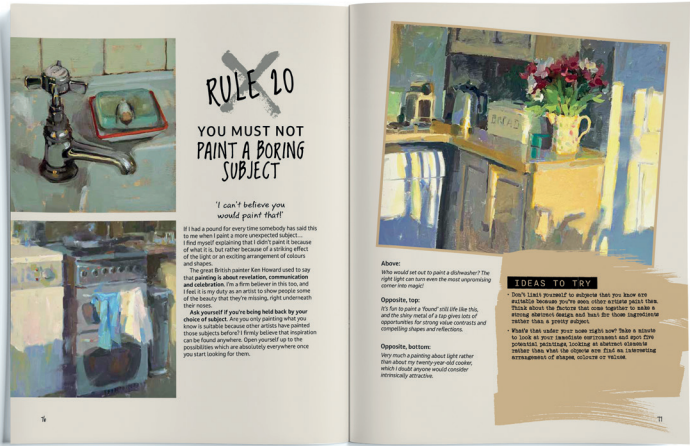 RULE 20
YOU MUST NOT
PAINT A BORING
SUBJECT
'I can't believe you
would paint that!'
If I had a pound for every time somebody has said this
to me when I paint a more unexpected subject...
I find myself explaining that I didn't paint it because
of what it is, but rather because of a striking effect
of the light or an exciting arrangement of colours
and shapes.
The great British painter Ken Howard used to say
that painting is about revelation, communication
and celebration. I'm a firm believer in this too, and
I feel it is my duty as an artist to show people some
of the beauty that they're missing, right underneath
their noses.
Ask yourself if you're being held back by your
choice of subject. Are you only painting what you
know is suitable because other artists have painted
those subjects before? I firmly believe that inspiration
can be found anywhere. Open yourself up to the
possibilities which are absolutely everywhere once
you start looking for them.
BREAD
Above:
Who would set out to paint a dishwasher? The
right light can turn even the most unpromising
corner into magic!
Opposite, top:
It's fun to paint a 'found' still life like this,
and the shiny metal of a tap gives lots of
opportunities for strong value contrasts and
compelling shapes and reflections.
Opposite, bottom:
Very much a painting about light rather
than about my twenty-year-old cooker,
which I doubt anyone would consider
intrinsically attractive.
IDEAS TO TRY
• Don't limit yourself to subjects that you know are
suitable because you've seen other artists paint them.
Think about the factors that come together to make a
strong abstract design and hunt for those ingredients
rather than a pretty subject.
• What's that under your nose right now? Take a minute
to look at your immediate environment and spot five
potential paintings, looking at abstract elements
rather than what the objects are find an interesting
arrangement of shapes, colours or values.
76
77